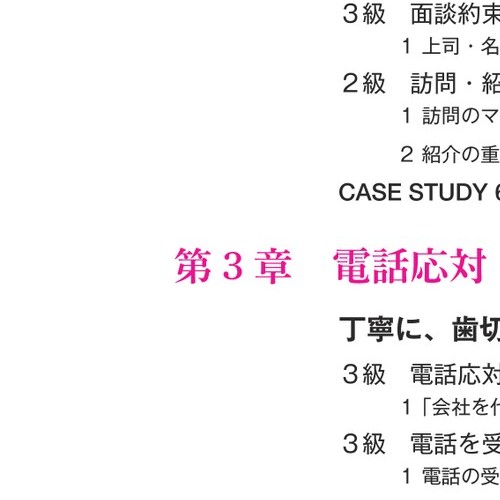 ３級　面談約束
1 上司・名
２級　訪問・紹
1 訪問のマ
2 紹介の重
CASE STUDY 6
第３章　電話応対
丁寧に、歯切
３級　電話応対
1「会社を代
３級　電話を受
1 電話の受